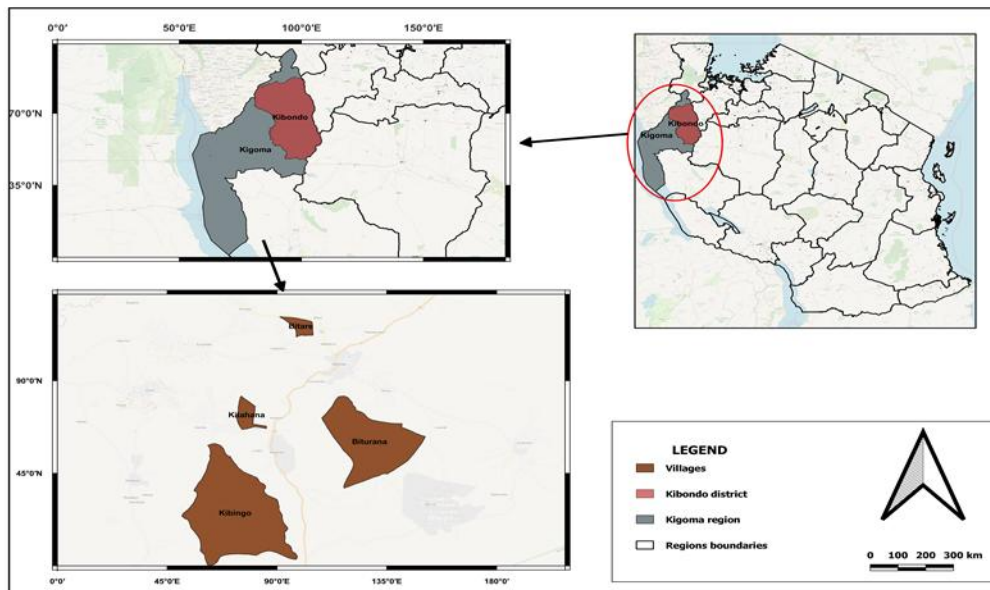 0°0' 50°0'E 100°0'E 150°0'E
70°0'N
35°0'N
Kibondo
Kigoma
Kibondo
Kigoma
90°0'N
45°0'N
Bitare
Kitahana
Biturana
Kibingo
0°0' 45°0'E 90°0'E 135°0'E 180°0'
LEGEND
Villages
Kibondo district
Kigoma region
Regions boundaries
0 100 200 300 km